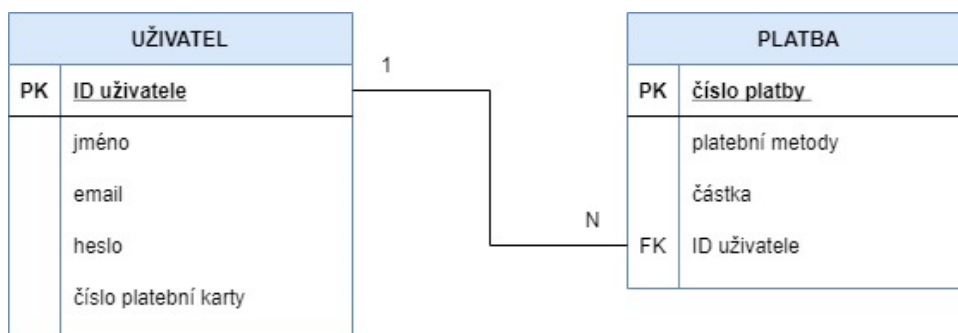 UŽIVATEL
PK ID uživatele
jméno
email
heslo
číslo platební karty
1
N
PLATBA
PK číslo platby
platební metody
částka
FK ID uživatele